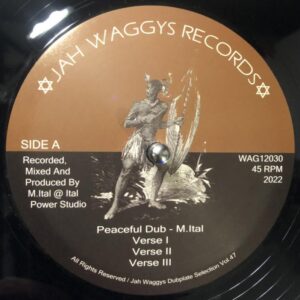 JAH WAGGYS RECORDS
SIDE A
Recorded,
Mixed And
Produced By
M.Ital @ Ital
Power Studio
WAG12030
45 RPM
2022
Peaceful Dub - M.Ital
Verse I
Verse II
Verse III
All Rights Reserved / Jah Waggys Dubplate Selection Vol 47